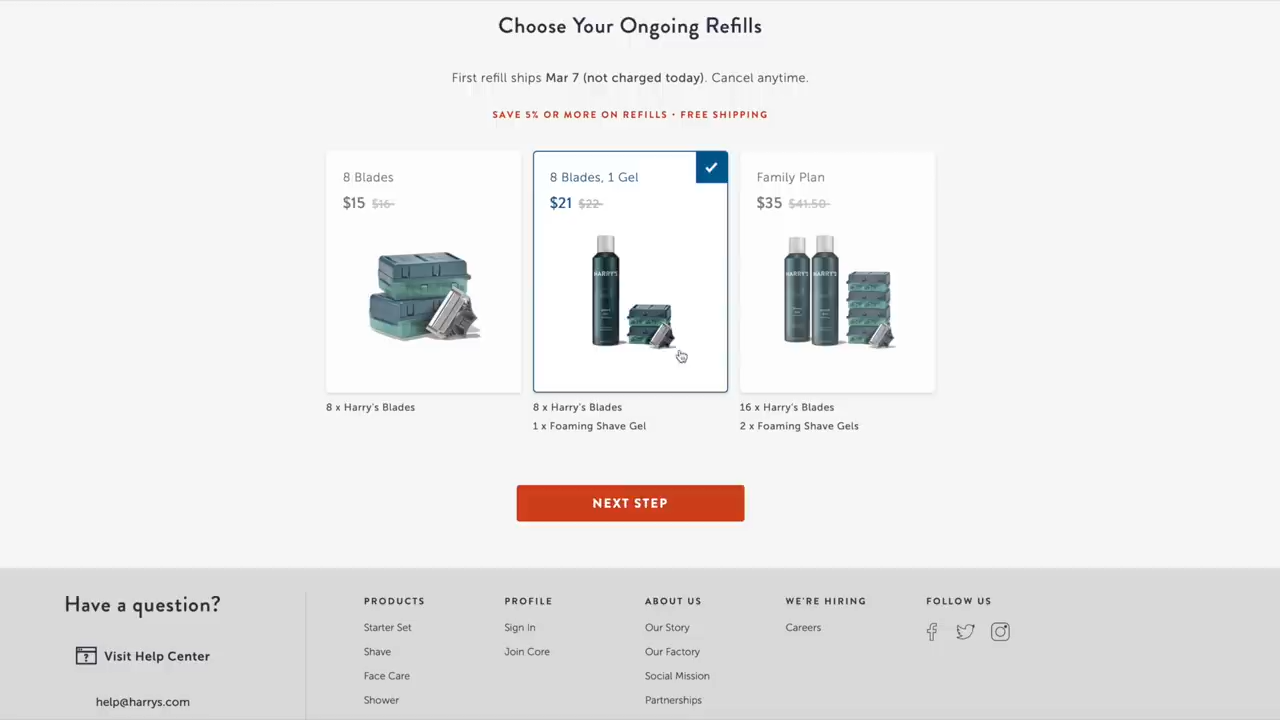 Choose Your Ongoing Refills
First refill ships Mar 7 (not charged today). Cancel anytime.
SAVE 5% OR MORE ON REFILLS • FREE SHIPPING
8 Blades
$15 $16
8 Blades, 1 Gel
$21 $22
Family Plan
$35 $41.50
HARRY'S
HARRY'S HARRY'S
8 x Harry's Blades
8 x Harry's Blades
1 x Foaming Shave Gel
16 x Harry's Blades
2 x Foaming Shave Gels
NEXT STEP
Have a question?
Visit Help Center
help@harrys.com
PRODUCTS
Starter Set
Shave
Face Care
Shower
PROFILE
Sign In
Join Core
ABOUT US
Our Story
Our Factory
Social Mission
Partnerships
WE'RE HIRING
Careers
FOLLOW US